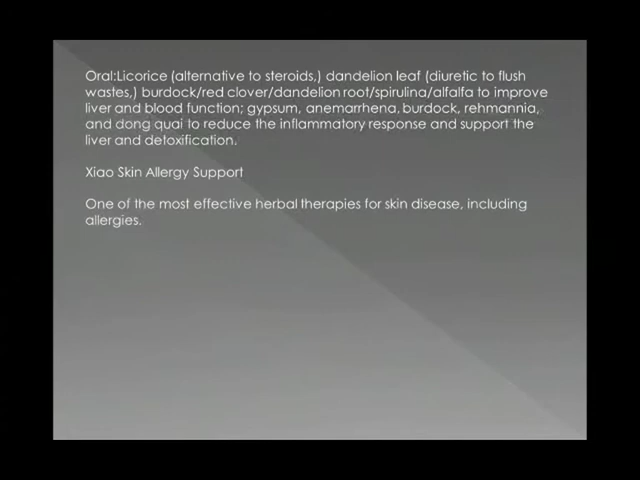 Oral:Licorice (alternative to steroids,) dandelion leaf (diuretic to flush
wastes,) burdock/red clover/dandelion root/spirulina/alfalfa to improve
liver and blood function; gypsum, anemarrhena, burdock, rehmannia,
and dong quai to reduce the inflammatory response and support the
liver and detoxification.
Xiao Skin Allergy Support
One of the most effective herbal therapies for skin disease, including
allergies.